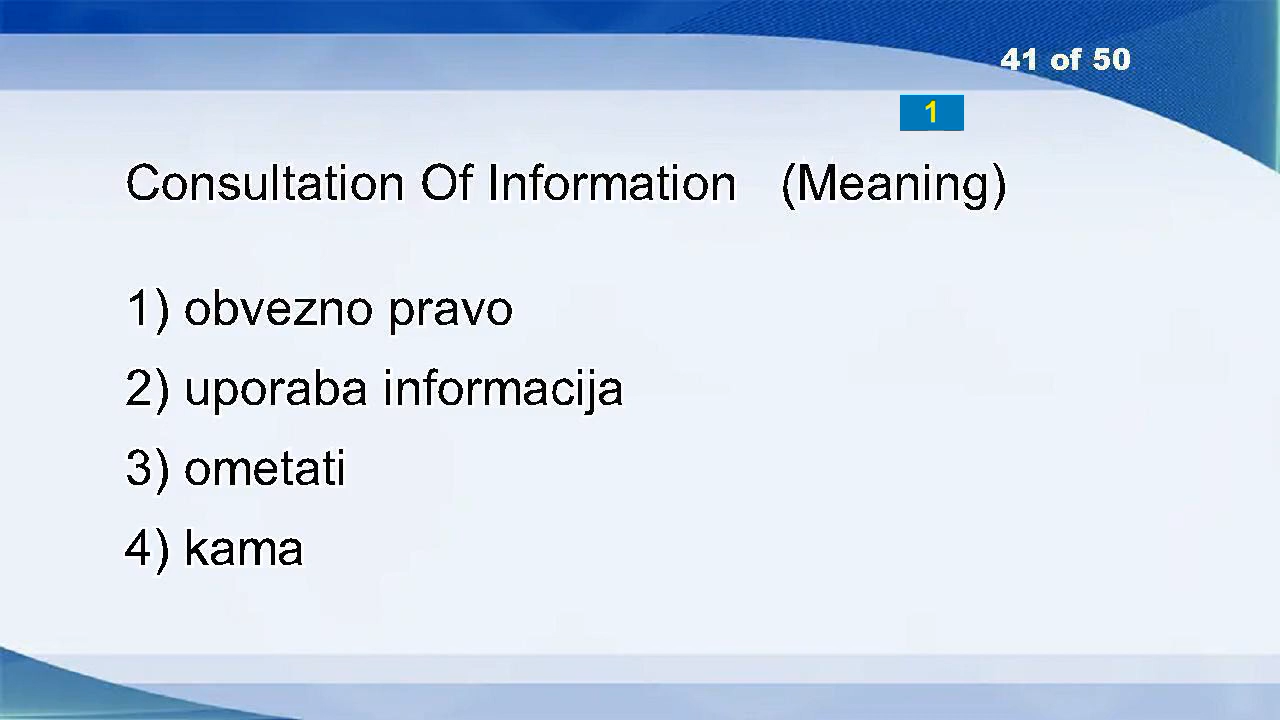 41 of 50
1
Consultation Of Information (Meaning)
1) obvezno pravo
2) uporaba informacija
3) ometati
4) kama